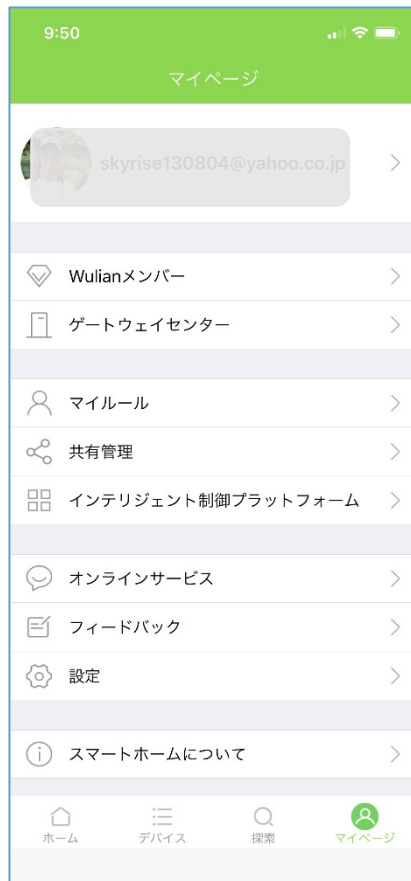 9:50
マイページ
skyrise130804@yahoo.co.jp
Wulianメンバー
ゲートウェイセンター
マイルール
共有管理
インテリジェント制御プラットフォーム
オンラインサービス
フィードバック
設定
スマートホームについて
ホーム デバイス 探索 マイページ